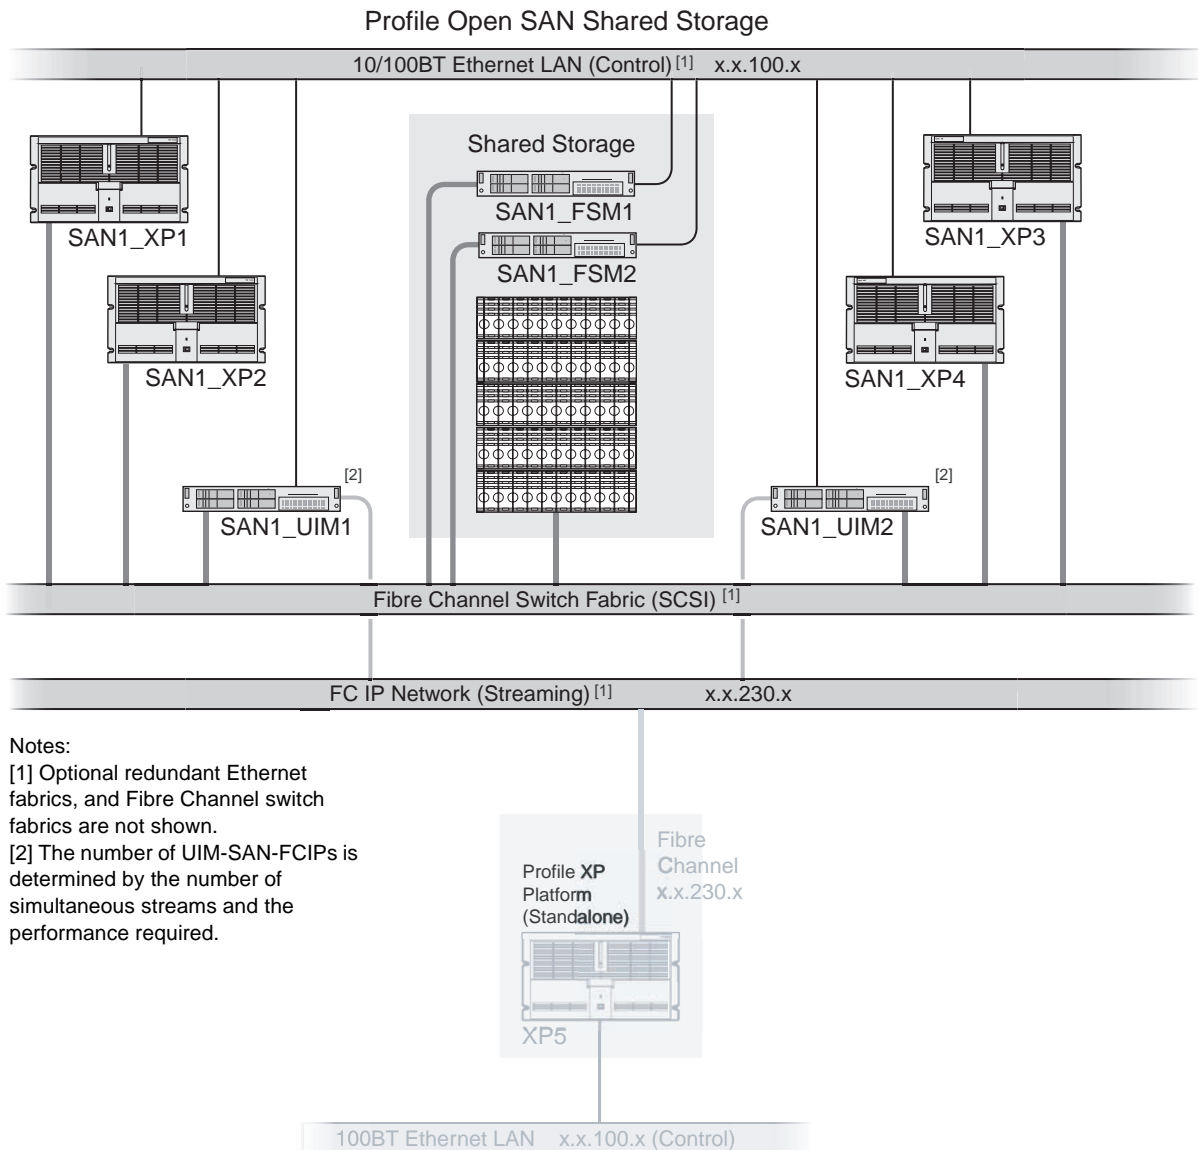 Profile Open SAN Shared Storage
10/100BT Ethernet LAN (Control) [1] x.x.100.x
Shared Storage
SAN1_FSM1
SAN1_XP1
SAN1_XP3
SAN1_FSM2
SAN1_XP2
SAN1_XP4
[2]
[2]
SAN1_UIM1
SAN1_UIM2
Fibre Channel Switch Fabric (SCSI) [1]
FC IP Network (Streaming) [1] x.x.230.x
Notes:
[1] Optional redundant Ethernet
fabrics, and Fibre Channel switch
fabrics are not shown.
[2] The number of UIM-SAN-FCIPs is
determined by the number of
simultaneous streams and the
performance required.
Fibre
Channel
x.x.230.x
Profile XP
Platform
(Standalone)
XP5
100BT Ethernet LAN x.x.100.x (Control)